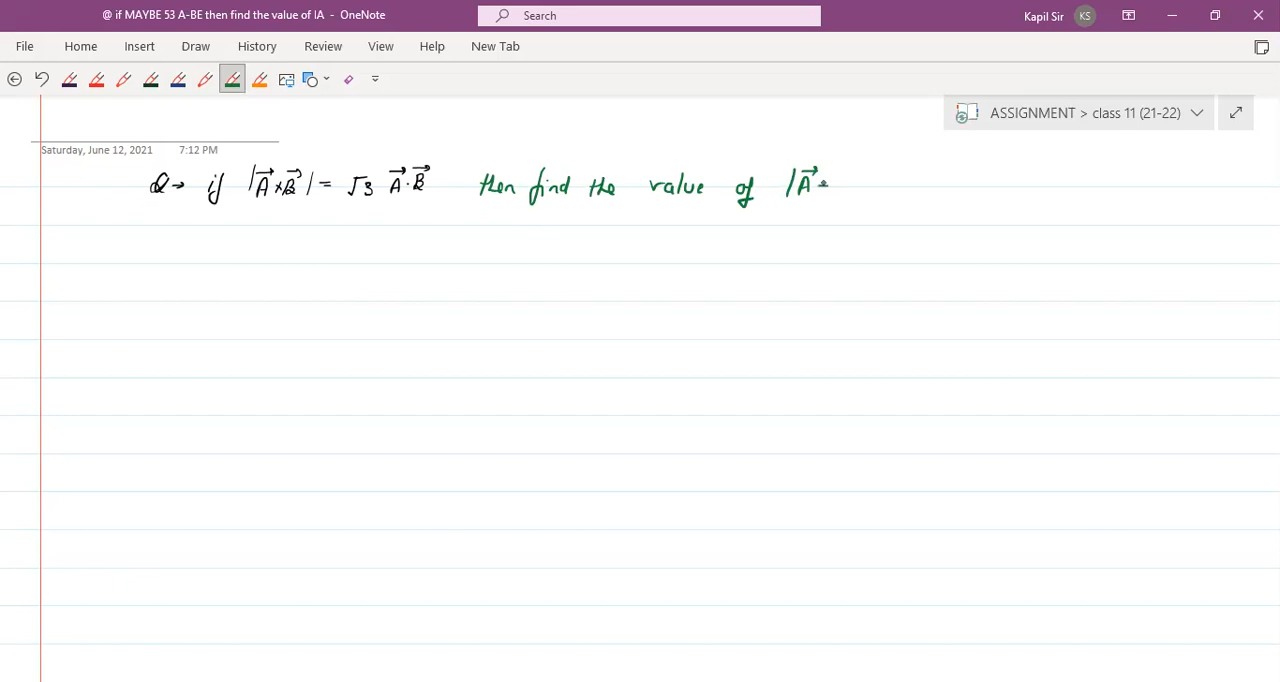 @ if MAYBE 53 A-BE then find the value of IA - OneNote
Search
Kapil Sir KS
File Home Insert Draw History Review View Help New Tab
ASSIGNMENT > class 11 (21-22)
Saturday, June 12, 2021 7:12 PM
Q→ if |A⃗×B⃗| = √3 A⃗·B⃗ then find the value of |A⃗